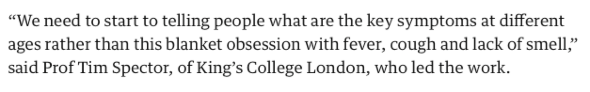 “We need to start to telling people what are the key symptoms at different
ages rather than this blanket obsession with fever, cough and lack of smell,”
said Prof Tim Spector, of King’s College London, who led the work.